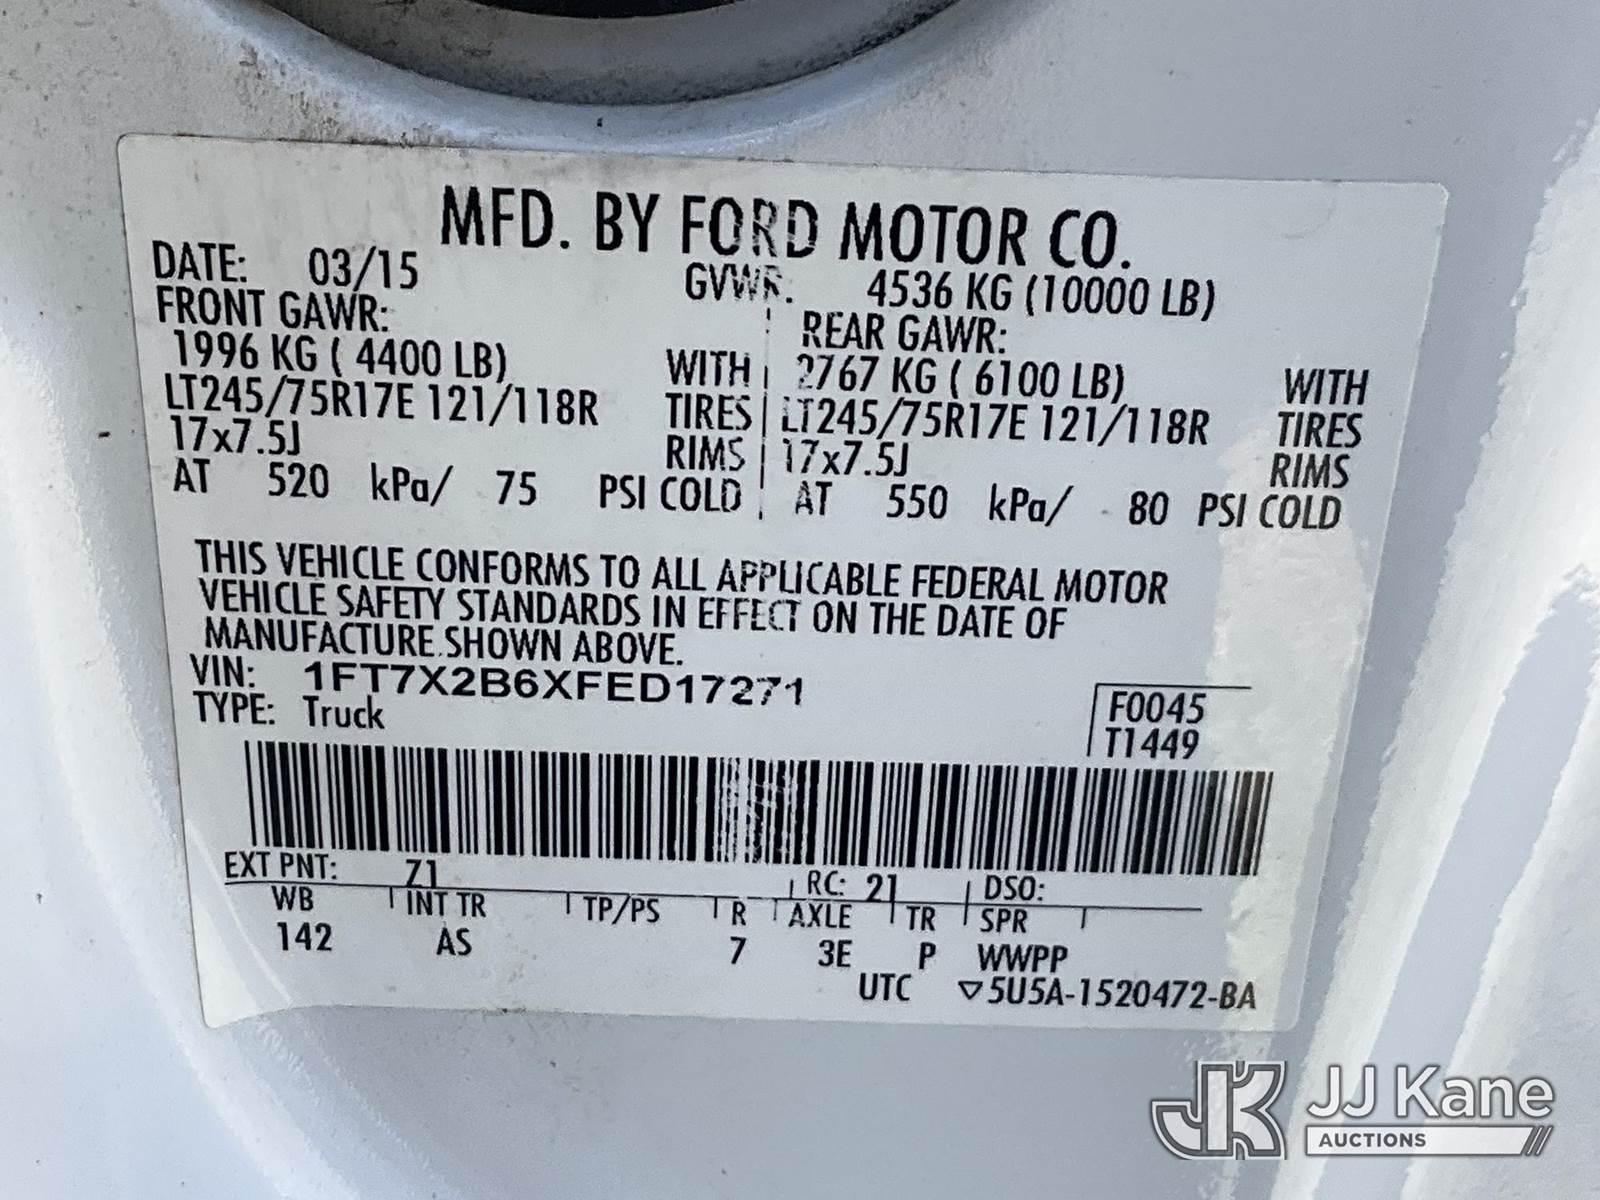 MFD. BY FORD MOTOR CO.
DATE: 03/15 GVWR: 4536 KG (10000 LB)
FRONT GAWR: REAR GAWR:
1996 KG ( 4400 LB) WITH 2767 KG ( 6100 LB) WITH
LT245/75R17E 121/118R TIRES LT245/75R17E 121/118R TIRES
17x7.5J RIMS 17x7.5J RIMS
AT 520 kPa/ 75 PSI COLD AT 550 kPa/ 80 PSI COLD
THIS VEHICLE CONFORMS TO ALL APPLICABLE FEDERAL MOTOR
VEHICLE SAFETY STANDARDS IN EFFECT ON THE DATE OF
MANUFACTURE SHOWN ABOVE.
VIN: 1FT7X2B6XFED17271
TYPE: Truck
F0045
T1449
EXT PNT: Z1 RC: 21 DSO:
WB INT TR TP/PS R AXLE TR SPR
142 AS 7 3E P WWPP
UTC ▽5U5A-1520472-BA
JK JJ Kane
AUCTIONS